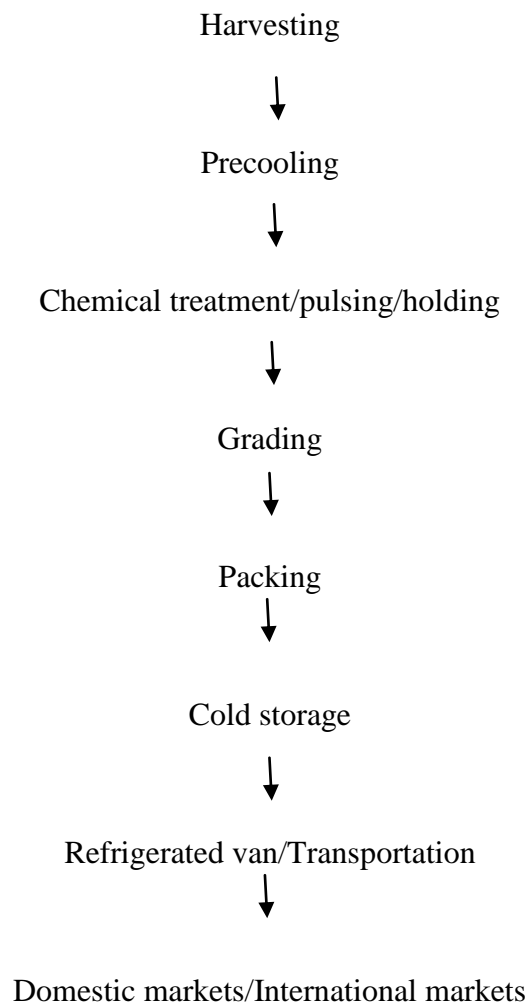 Harvesting
Precooling
Chemical treatment/pulsing/holding
Grading
Packing
Cold storage
Refrigerated van/Transportation
Domestic markets/International markets